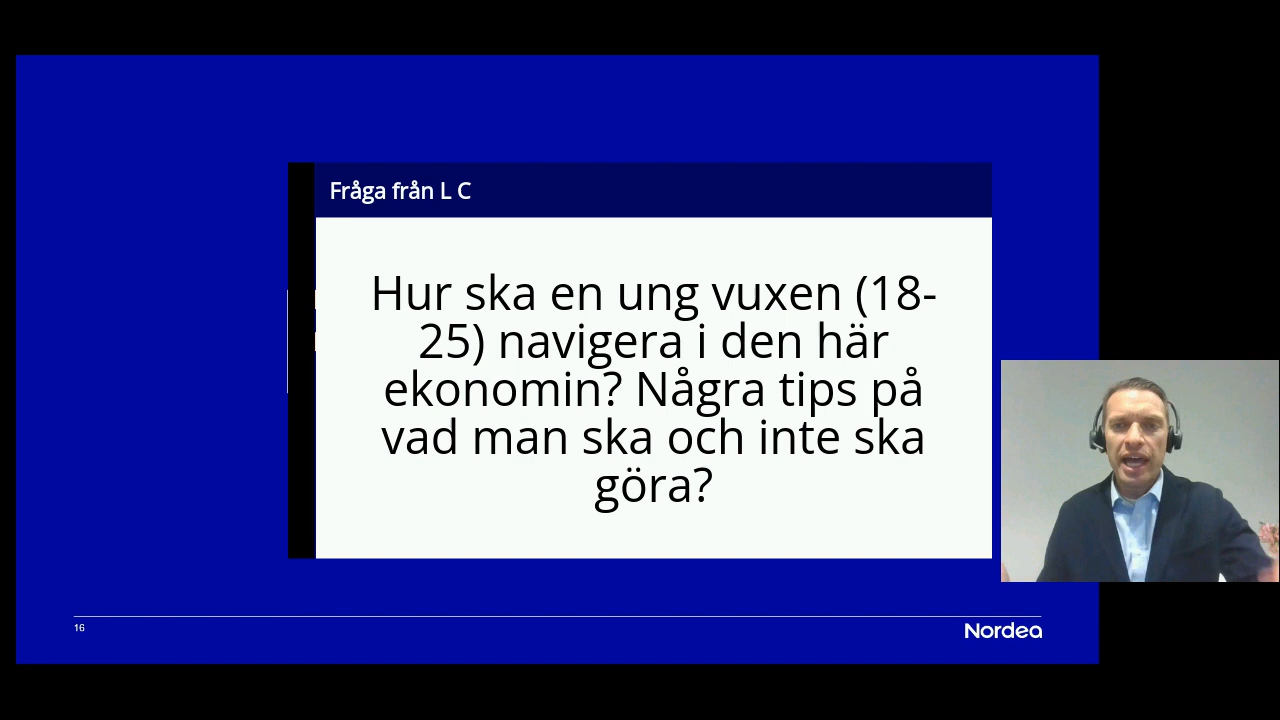 Fråga från L C
Hur ska en ung vuxen (18-
25) navigera i den här
ekonomin? Några tips på
vad man ska och inte ska
göra?
16
Nordea